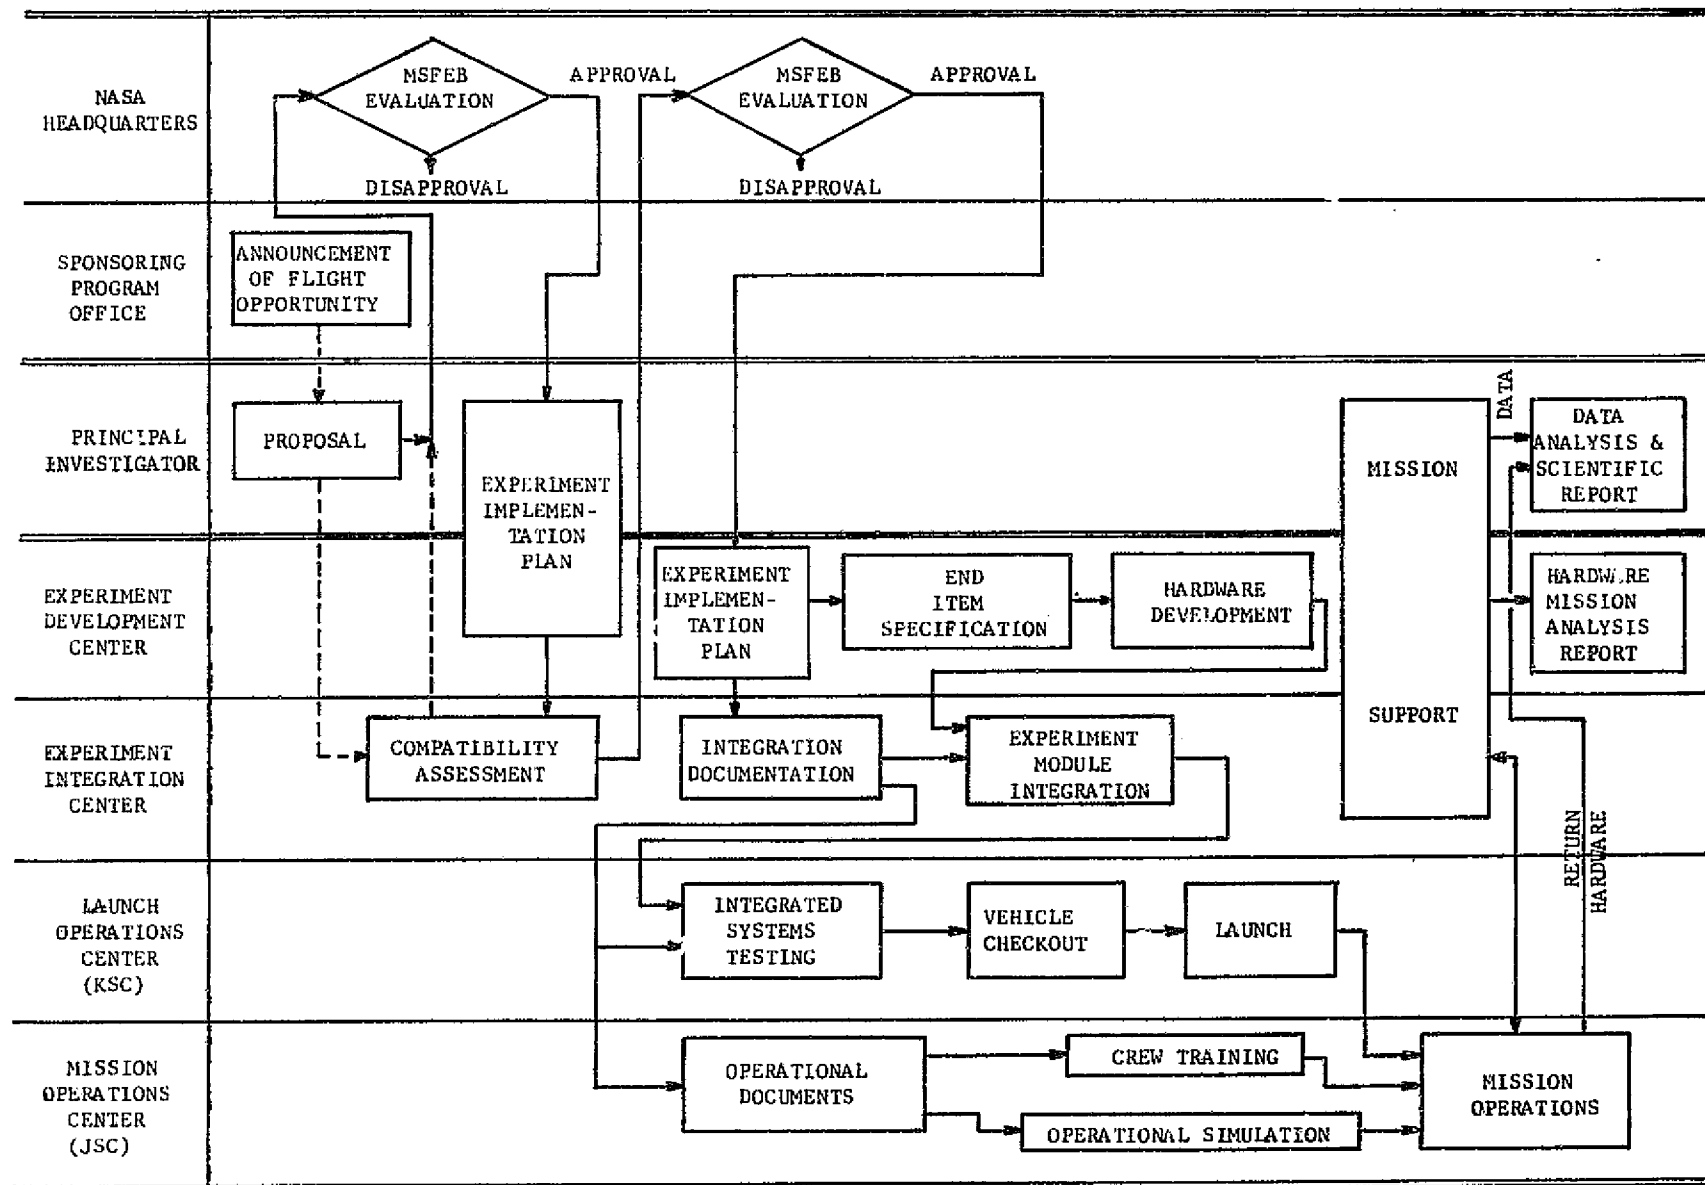 NASA
HEADQUARTERS
MSFEB
EVALUATION
APPROVAL
DISAPPROVAL
MSFEB
EVALUATION
APPROVAL
DISAPPROVAL
SPONSORING
PROGRAM
OFFICE
ANNOUNCEMENT
OF FLIGHT
OPPORTUNITY
PRINCIPAL
INVESTIGATOR
PROPOSAL
EXPERIMENT
IMPLEMEN-
TATION
PLAN
MISSION
SUPPORT
DATA
DATA
ANALYSIS &
SCIENTIFIC
REPORT
EXPERIMENT
DEVELOPMENT
CENTER
EXPERIMENT
IMPLEMEN-
TATION
PLAN
END
ITEM
SPECIFICATION
HARDWARE
DEVELOPMENT
HARDWARE
MISSION
ANALYSIS
REPORT
EXPERIMENT
INTEGRATION
CENTER
COMPATIBILITY
ASSESSMENT
INTEGRATION
DOCUMENTATION
EXPERIMENT
MODULE
INTEGRATION
RETURN
HARDWARE
LAUNCH
OPERATIONS
CENTER
(KSC)
INTEGRATED
SYSTEMS
TESTING
VEHICLE
CHECKOUT
LAUNCH
MISSION
OPERATIONS
CENTER
(JSC)
OPERATIONAL
DOCUMENTS
CREW TRAINING
OPERATIONAL SIMULATION
MISSION
OPERATIONS